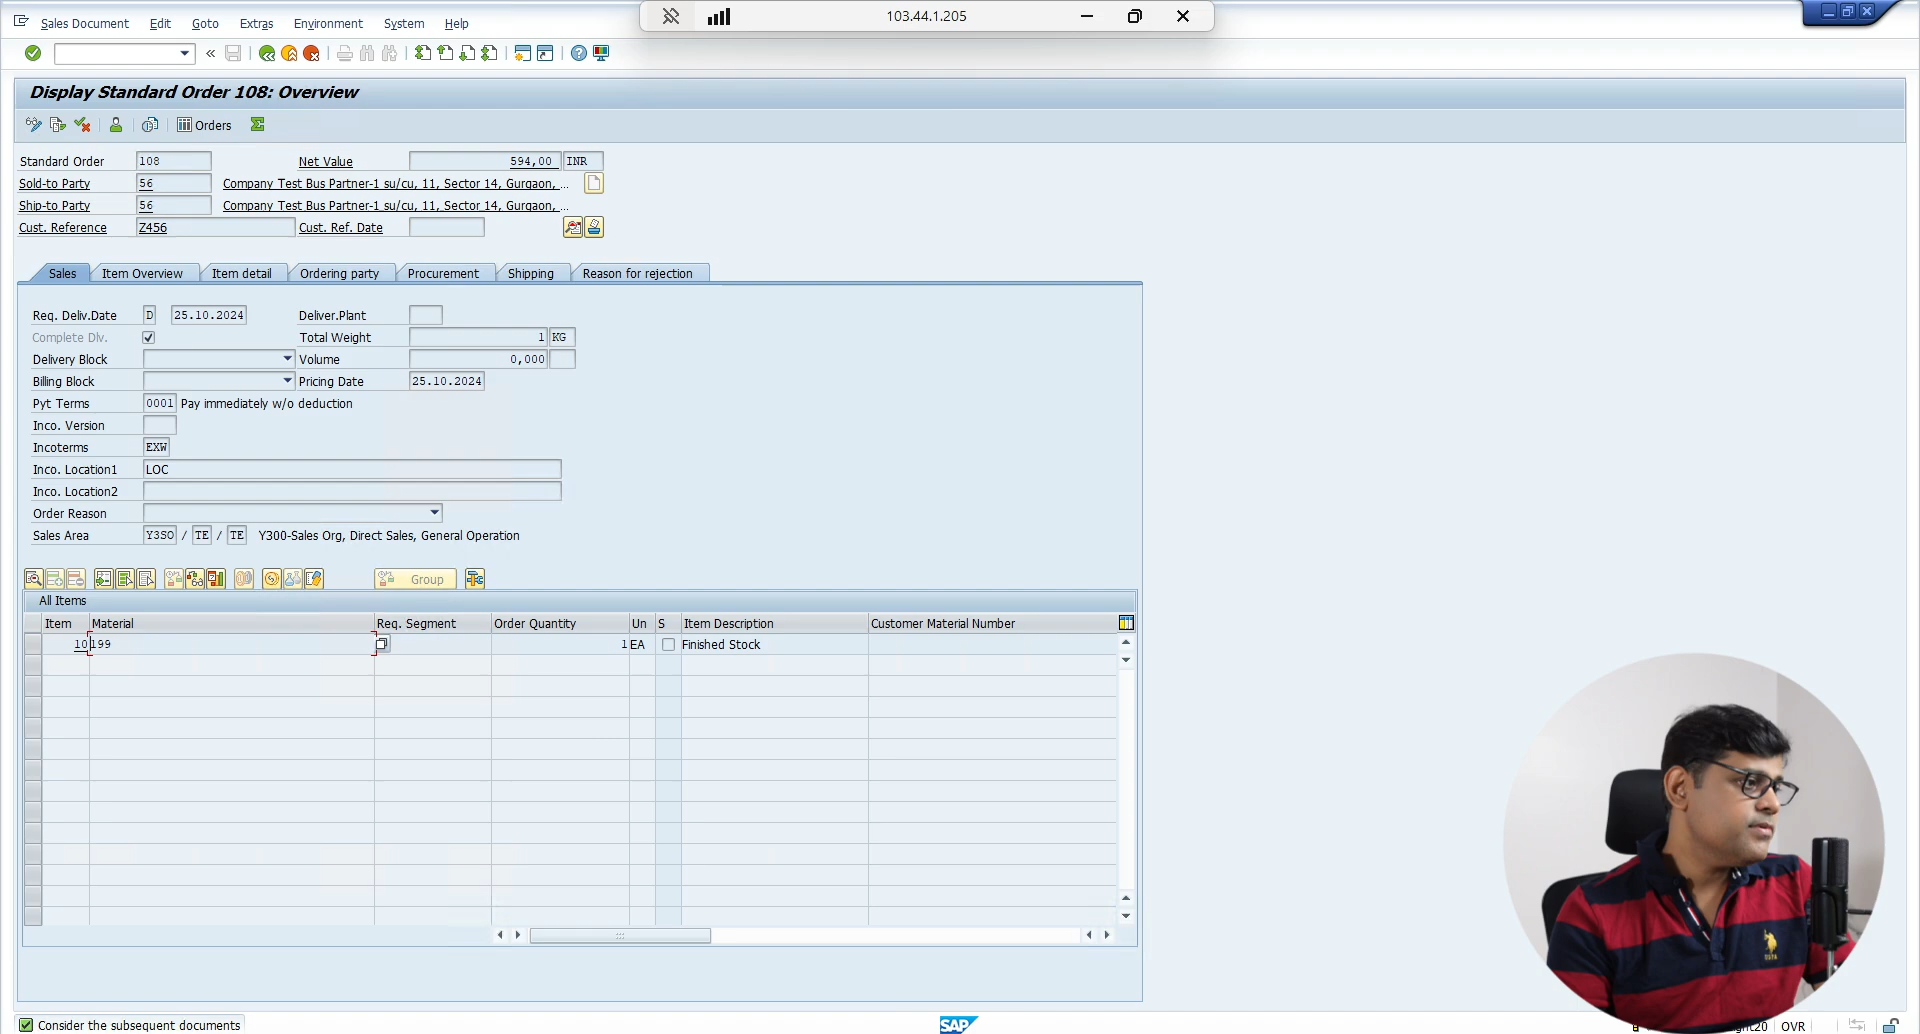 Sales Document Edit Goto Extras Environment System Help
103.44.1.205
Display Standard Order 108: Overview
Orders
Standard Order 108 Net Value 594,00 INR
Sold-to Party 56 Company Test Bus Partner-1 su/cu, 11, Sector 14, Gurgaon, ...
Ship-to Party 56 Company Test Bus Partner-1 su/cu, 11, Sector 14, Gurgaon, ...
Cust. Reference Z456 Cust. Ref. Date
Sales Item Overview Item detail Ordering party Procurement Shipping Reason for rejection
Req. Deliv.Date D 25.10.2024 Deliver.Plant
Complete Dlv. Total Weight 1 KG
Delivery Block Volume 0,000
Billing Block Pricing Date 25.10.2024
Pyt Terms 0001 Pay immediately w/o deduction
Inco. Version
Incoterms EXW
Inco. Location1 LOC
Inco. Location2
Order Reason
Sales Area Y3SO / TE / TE Y300-Sales Org, Direct Sales, General Operation
Group
All Items
Item Material Req. Segment Order Quantity Un S Item Description Customer Material Number
10 199 1 EA Finished Stock
Consider the subsequent documents
SAP
OVR